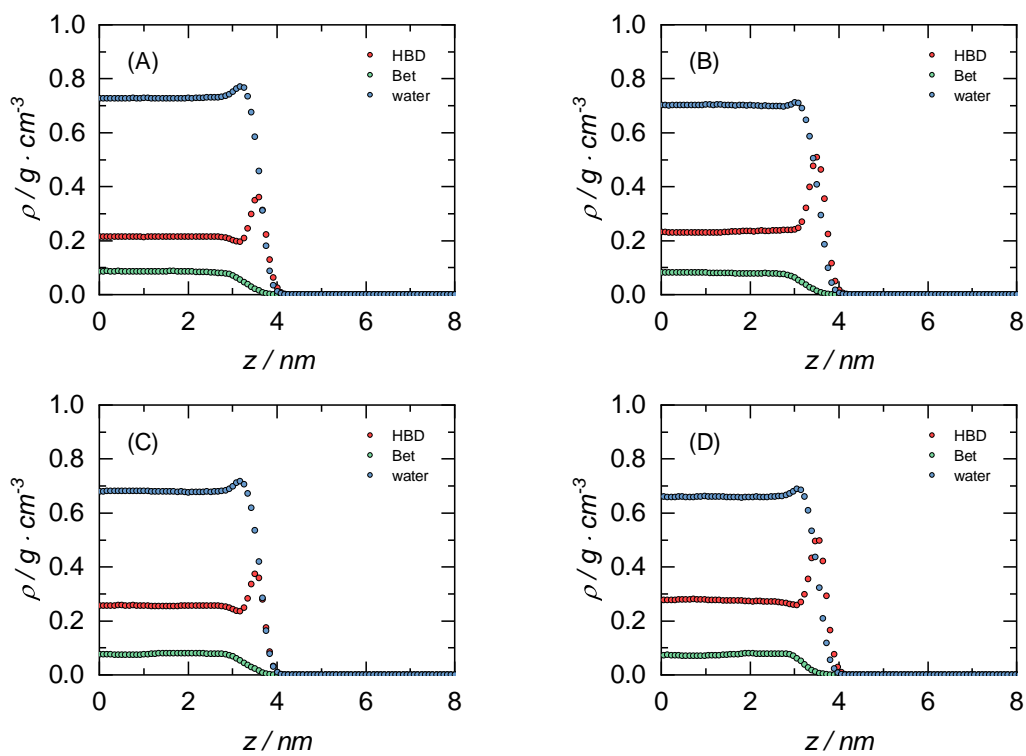 (A)
HBD
Bet
water
1.0
0.8
0.6
0.4
0.2
0.0
ρ / g · cm⁻³
0 2 4 6 8
z / nm
(B)
HBD
Bet
water
1.0
0.8
0.6
0.4
0.2
0.0
ρ / g · cm⁻³
0 2 4 6 8
z / nm
(C)
HBD
Bet
water
1.0
0.8
0.6
0.4
0.2
0.0
ρ / g · cm⁻³
0 2 4 6 8
z / nm
(D)
HBD
Bet
water
1.0
0.8
0.6
0.4
0.2
0.0
ρ / g · cm⁻³
0 2 4 6 8
z / nm